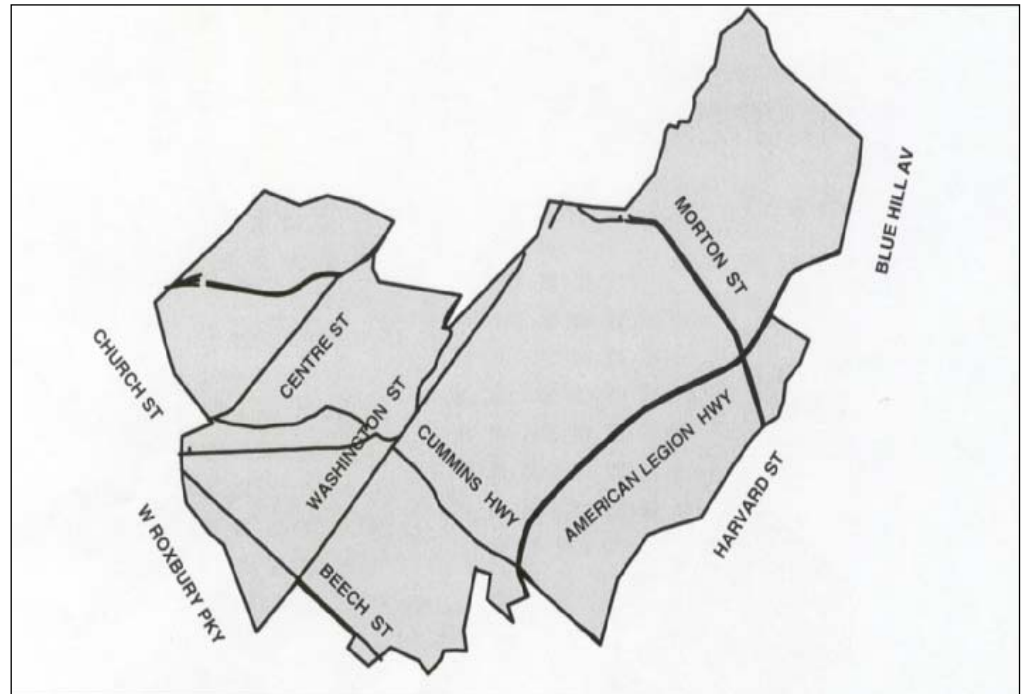 MORTON ST
BLUE HILL AV
CHURCH ST
CENTRE ST
WASHINGTON ST
CUMMINS HWY
AMERICAN LEGION HWY
HARVARD ST
W ROXBURY PKY
BEECH ST